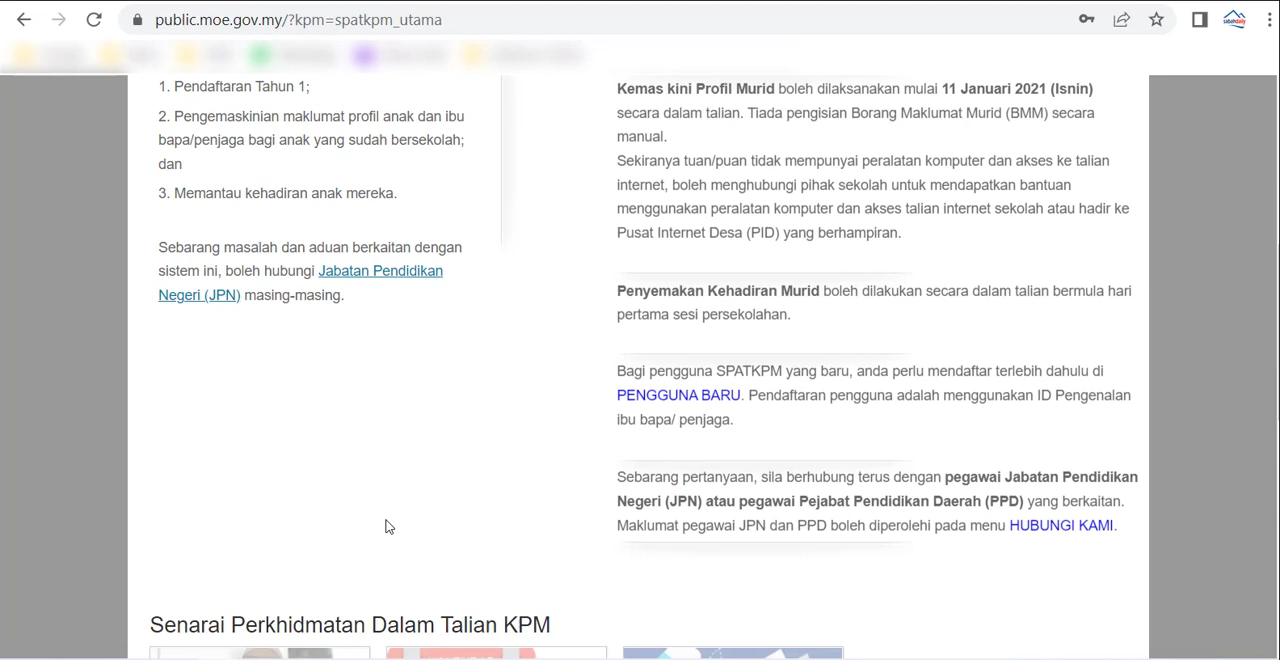 public.moe.gov.my/?kpm=spatkpm_utama
1. Pendaftaran Tahun 1;
2. Pengemaskinian maklumat profil anak dan ibu
bapa/penjaga bagi anak yang sudah bersekolah;
dan
3. Memantau kehadiran anak mereka.
Sebarang masalah dan aduan berkaitan dengan
sistem ini, boleh hubungi Jabatan Pendidikan
Negeri (JPN) masing-masing.
Kemas kini Profil Murid boleh dilaksanakan mulai 11 Januari 2021 (Isnin)
secara dalam talian. Tiada pengisian Borang Maklumat Murid (BMM) secara
manual.
Sekiranya tuan/puan tidak mempunyai peralatan komputer dan akses ke talian
internet, boleh menghubungi pihak sekolah untuk mendapatkan bantuan
menggunakan peralatan komputer dan akses talian internet sekolah atau hadir ke
Pusat Internet Desa (PID) yang berhampiran.
Penyemakan Kehadiran Murid boleh dilakukan secara dalam talian bermula hari
pertama sesi persekolahan.
Bagi pengguna SPATKPM yang baru, anda perlu mendaftar terlebih dahulu di
PENGGUNA BARU. Pendaftaran pengguna adalah menggunakan ID Pengenalan
ibu bapa/ penjaga.
Sebarang pertanyaan, sila berhubung terus dengan pegawai Jabatan Pendidikan
Negeri (JPN) atau pegawai Pejabat Pendidikan Daerah (PPD) yang berkaitan.
Maklumat pegawai JPN dan PPD boleh diperolehi pada menu HUBUNGI KAMI.
Senarai Perkhidmatan Dalam Talian KPM